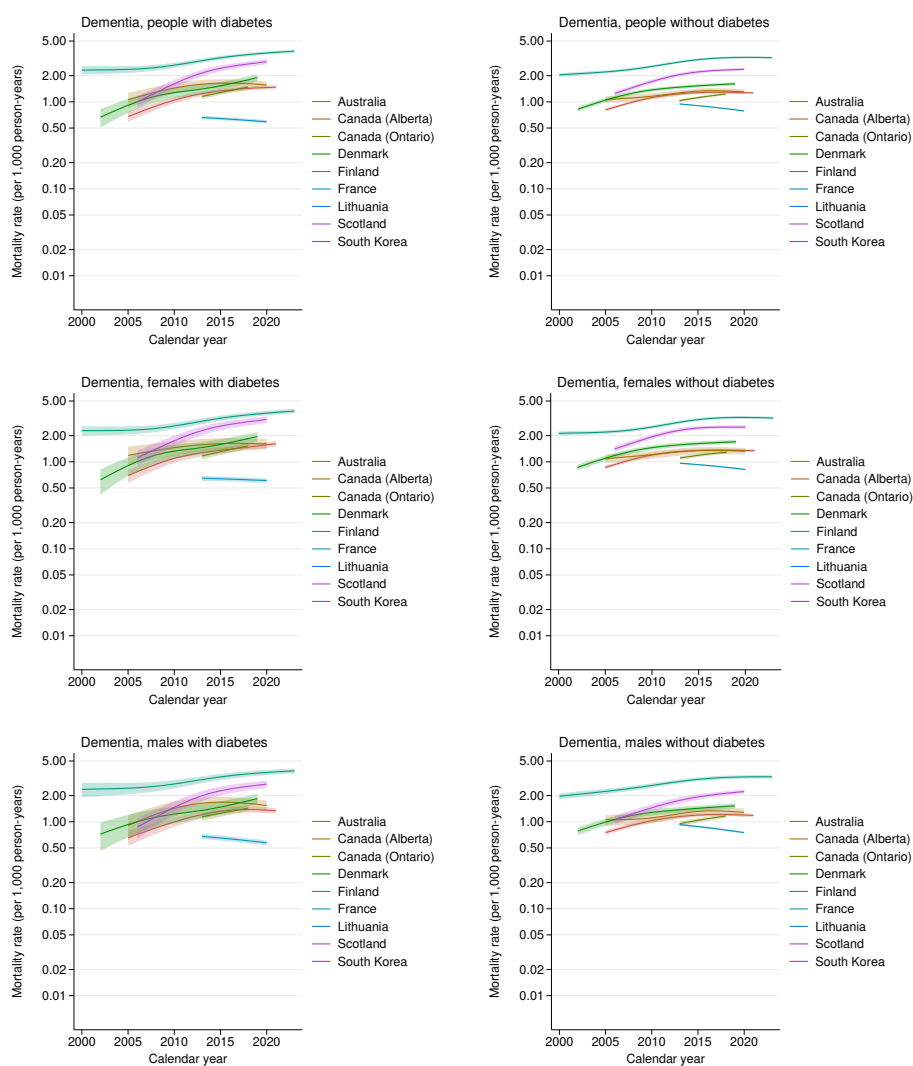 Dementia, people with diabetes
Mortality rate (per 1,000 person-years)
5.00
2.00
1.00
0.50
0.20
0.10
0.05
0.02
0.01
2000 2005 2010 2015 2020
Calendar year
Australia
Canada (Alberta)
Canada (Ontario)
Denmark
Finland
France
Lithuania
Scotland
South Korea
Dementia, people without diabetes
Mortality rate (per 1,000 person-years)
5.00
2.00
1.00
0.50
0.20
0.10
0.05
0.02
0.01
2000 2005 2010 2015 2020
Calendar year
Australia
Canada (Alberta)
Canada (Ontario)
Denmark
Finland
France
Lithuania
Scotland
South Korea
Dementia, females with diabetes
Mortality rate (per 1,000 person-years)
5.00
2.00
1.00
0.50
0.20
0.10
0.05
0.02
0.01
2000 2005 2010 2015 2020
Calendar year
Australia
Canada (Alberta)
Canada (Ontario)
Denmark
Finland
France
Lithuania
Scotland
South Korea
Dementia, females without diabetes
Mortality rate (per 1,000 person-years)
5.00
2.00
1.00
0.50
0.20
0.10
0.05
0.02
0.01
2000 2005 2010 2015 2020
Calendar year
Australia
Canada (Alberta)
Canada (Ontario)
Denmark
Finland
France
Lithuania
Scotland
South Korea
Dementia, males with diabetes
Mortality rate (per 1,000 person-years)
5.00
2.00
1.00
0.50
0.20
0.10
0.05
0.02
0.01
2000 2005 2010 2015 2020
Calendar year
Australia
Canada (Alberta)
Canada (Ontario)
Denmark
Finland
France
Lithuania
Scotland
South Korea
Dementia, males without diabetes
Mortality rate (per 1,000 person-years)
5.00
2.00
1.00
0.50
0.20
0.10
0.05
0.02
0.01
2000 2005 2010 2015 2020
Calendar year
Australia
Canada (Alberta)
Canada (Ontario)
Denmark
Finland
France
Lithuania
Scotland
South Korea